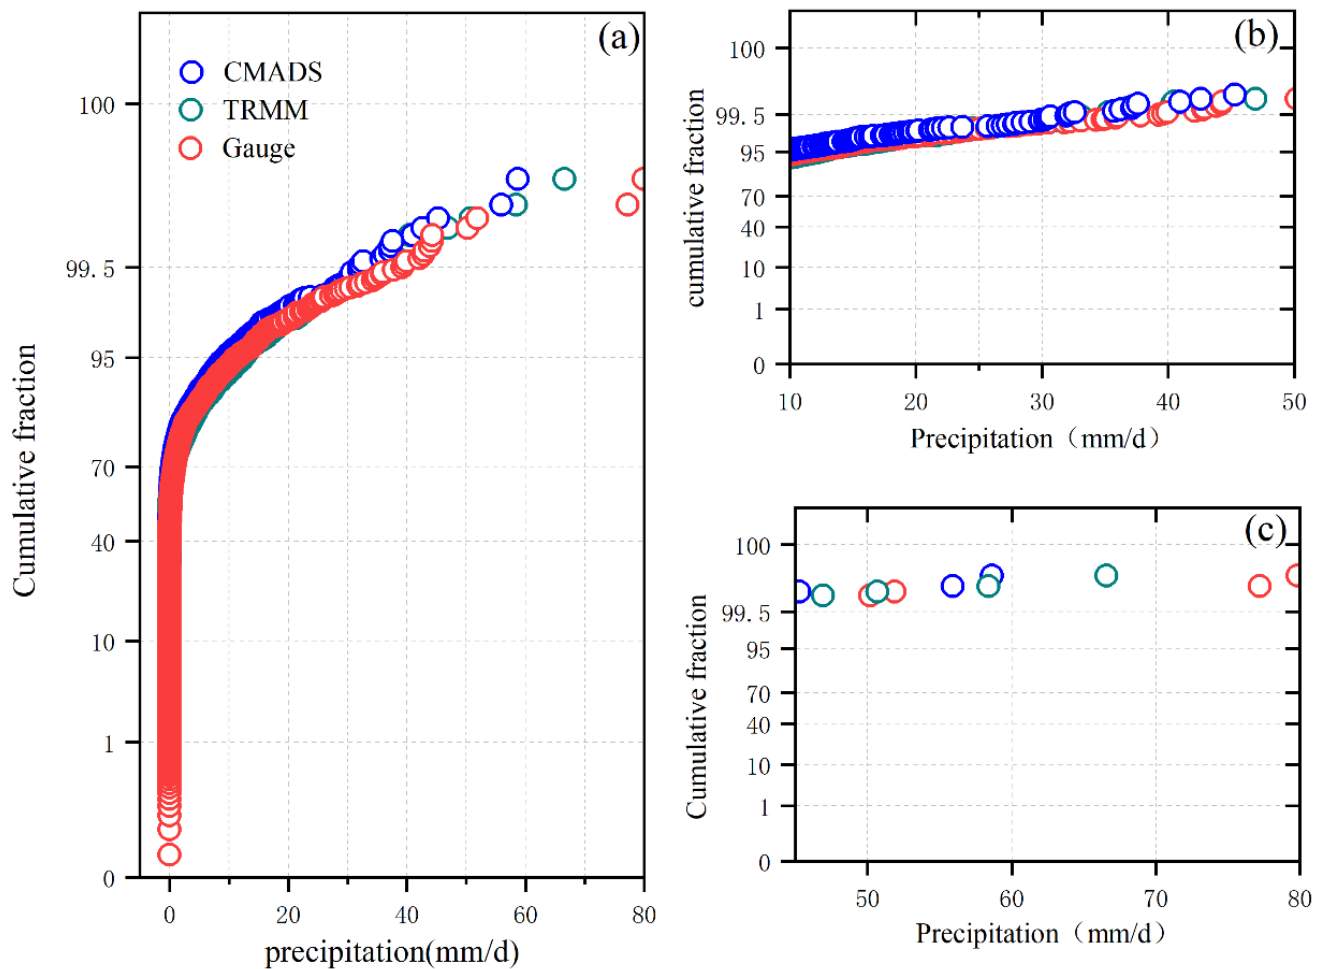 (a)
CMADS
TRMM
Gauge
100
99.5
95
70
40
10
1
0
0 20 40 60 80
precipitation(mm/d)
Cumulative fraction
(b)
100
99.5
95
70
40
10
1
0
10 20 30 40 50
Precipitation（mm/d）
cumulative fraction
(c)
100
99.5
95
70
40
10
1
0
50 60 70 80
Precipitation（mm/d）
Cumulative fraction